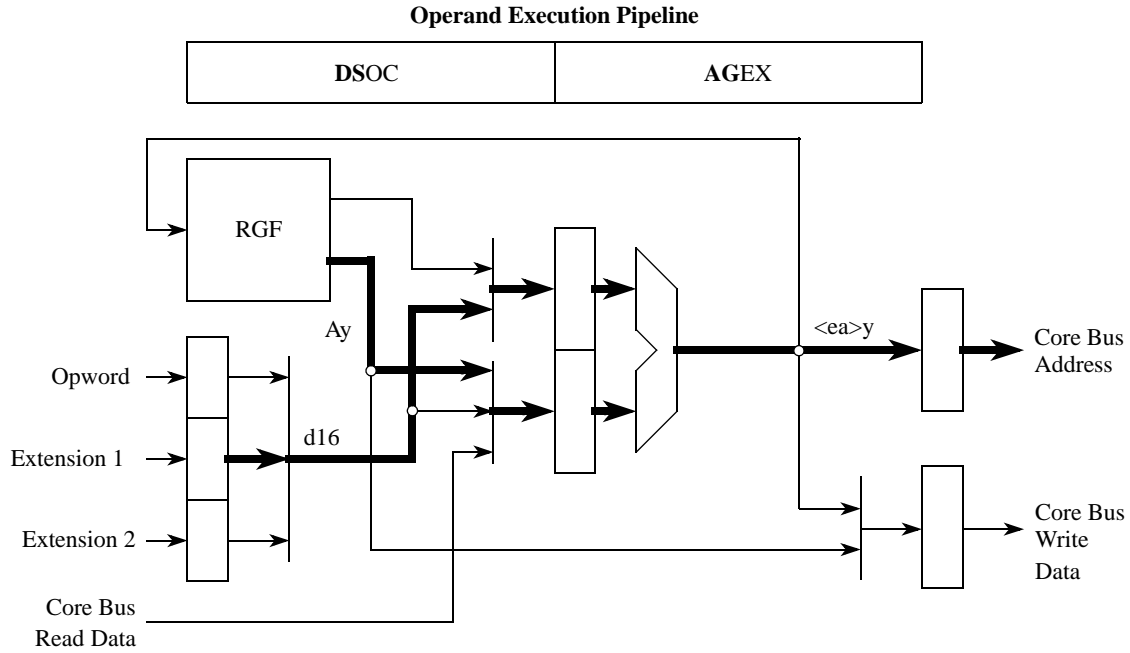 Operand Execution Pipeline
DSOC
AGEX
RGF
Ay
<ea>y
Core Bus
Address
Opword
d16
Extension 1
Extension 2
Core Bus
Write
Data
Core Bus
Read Data